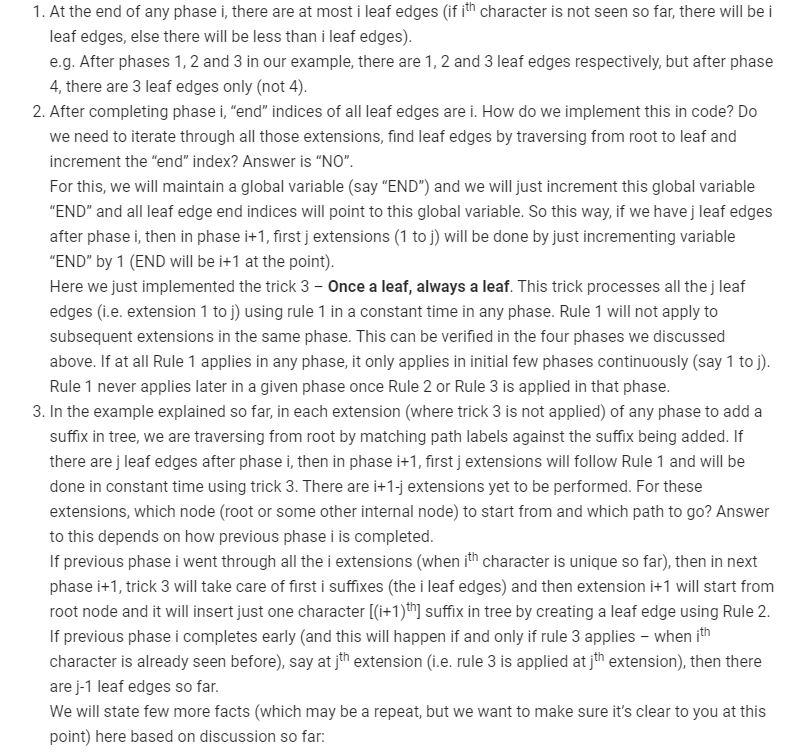 1. At the end of any phase i, there are at most i leaf edges (if ith character is not seen so far, there will be i
leaf edges, else there will be less than i leaf edges).
e.g. After phases 1, 2 and 3 in our example, there are 1, 2 and 3 leaf edges respectively, but after phase
4, there are 3 leaf edges only (not 4).
2. After completing phase i, “end” indices of all leaf edges are i. How do we implement this in code? Do
we need to iterate through all those extensions, find leaf edges by traversing from root to leaf and
increment the “end” index? Answer is “NO”.
For this, we will maintain a global variable (say “END”) and we will just increment this global variable
“END” and all leaf edge end indices will point to this global variable. So this way, if we have j leaf edges
after phase i, then in phase i+1, first j extensions (1 to j) will be done by just incrementing variable
“END” by 1 (END will be i+1 at the point).
Here we just implemented the trick 3 – Once a leaf, always a leaf. This trick processes all the j leaf
edges (i.e. extension 1 to j) using rule 1 in a constant time in any phase. Rule 1 will not apply to
subsequent extensions in the same phase. This can be verified in the four phases we discussed
above. If at all Rule 1 applies in any phase, it only applies in initial few phases continuously (say 1 to j).
Rule 1 never applies later in a given phase once Rule 2 or Rule 3 is applied in that phase.
3. In the example explained so far, in each extension (where trick 3 is not applied) of any phase to add a
suffix in tree, we are traversing from root by matching path labels against the suffix being added. If
there are j leaf edges after phase i, then in phase i+1, first j extensions will follow Rule 1 and will be
done in constant time using trick 3. There are i+1-j extensions yet to be performed. For these
extensions, which node (root or some other internal node) to start from and which path to go? Answer
to this depends on how previous phase i is completed.
If previous phase i went through all the i extensions (when ith character is unique so far), then in next
phase i+1, trick 3 will take care of first i suffixes (the i leaf edges) and then extension i+1 will start from
root node and it will insert just one character [(i+1)th] suffix in tree by creating a leaf edge using Rule 2.
If previous phase i completes early (and this will happen if and only if rule 3 applies – when ith
character is already seen before), say at jth extension (i.e. rule 3 is applied at jth extension), then there
are j-1 leaf edges so far.
We will state few more facts (which may be a repeat, but we want to make sure it’s clear to you at this
point) here based on discussion so far: